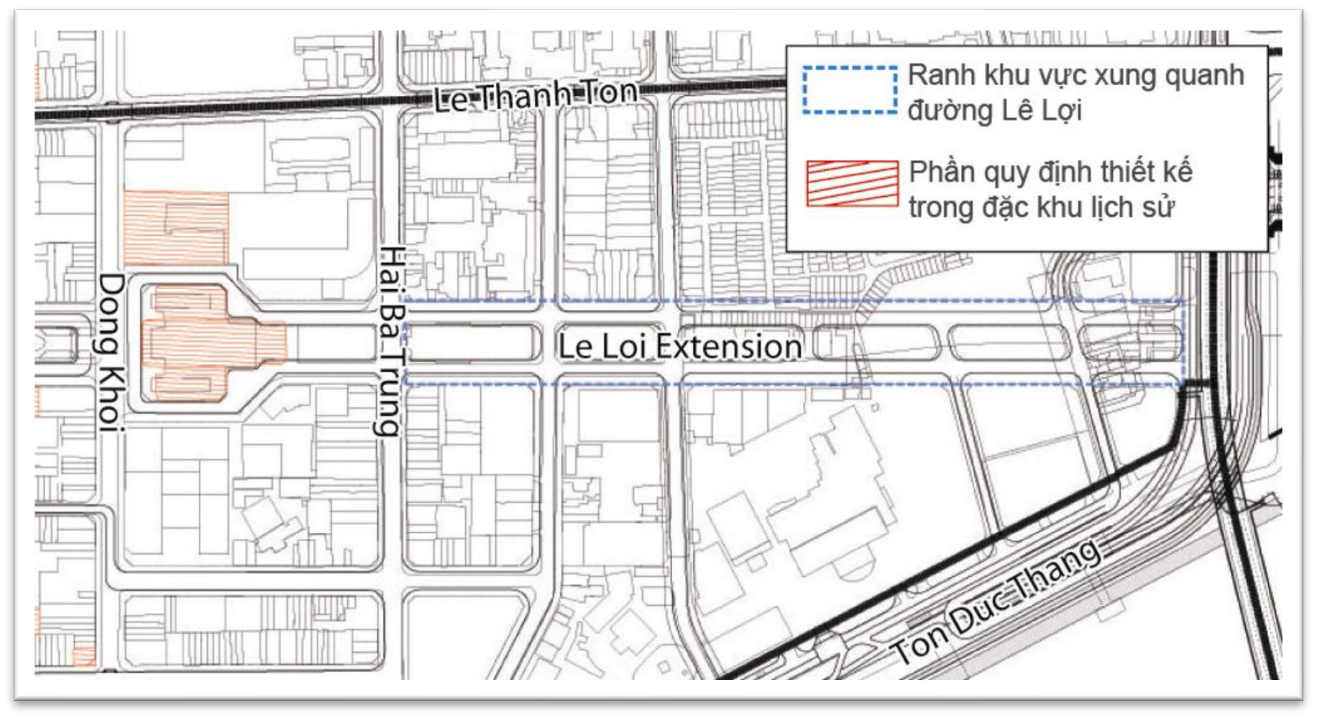 Ranh khu vực xung quanh
đường Lê Lợi
Phần quy định thiết kế
trong đặc khu lịch sử
Le Thanh Ton
Dong Khoi
Hai Ba Trung
Le Loi Extension
Ton Duc Thang